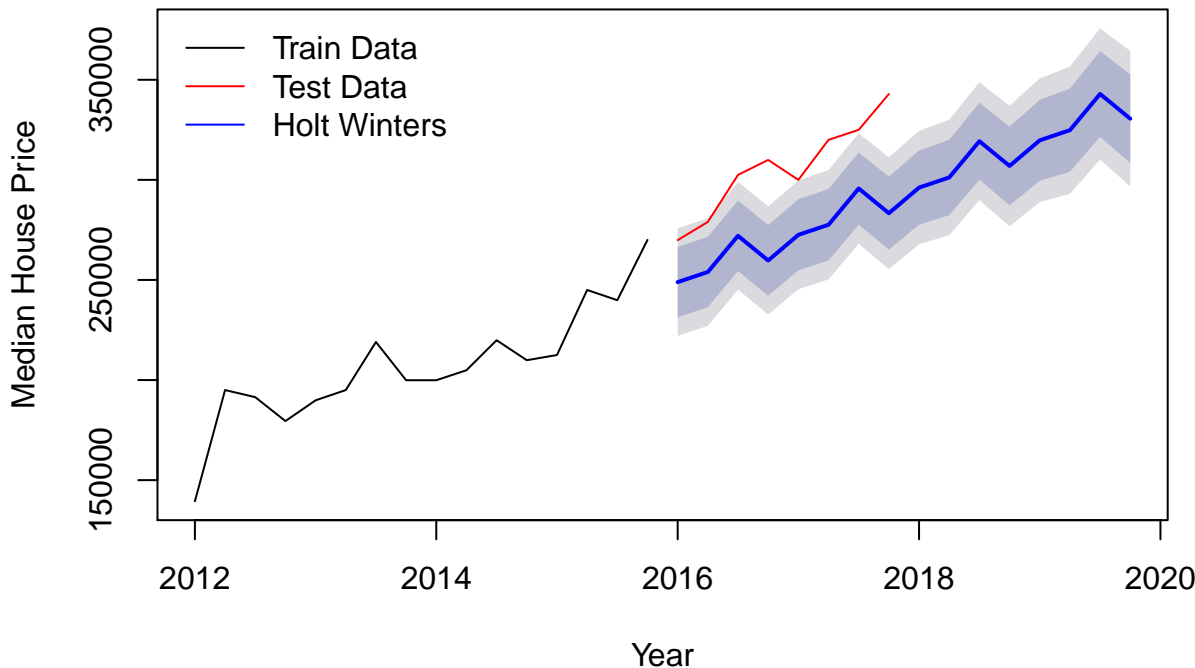 Median House Price
350000
250000
150000
Train Data
Test Data
Holt Winters
2012 2014 2016 2018 2020
Year